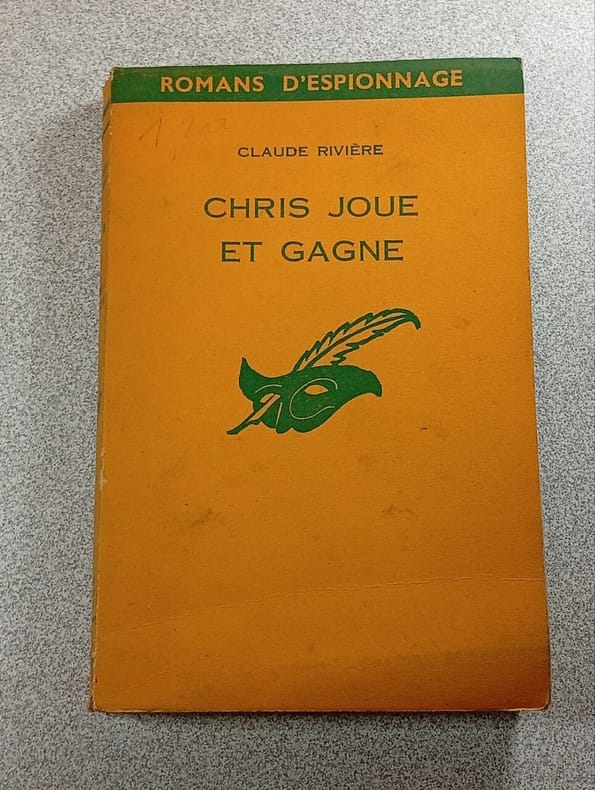 ROMANS D'ESPIONNAGE
CLAUDE RIVIÈRE
CHRIS JOUE
ET GAGNE